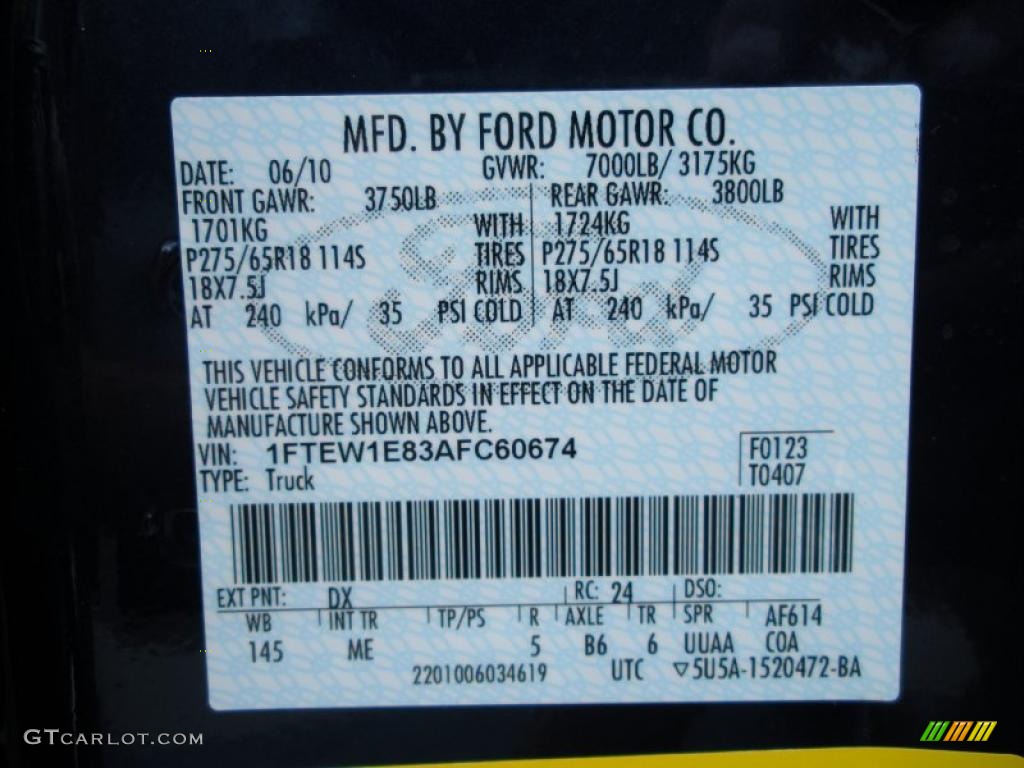 MFD. BY FORD MOTOR CO.
DATE: 06/10 GVWR: 7000LB/ 3175KG
FRONT GAWR: 3750LB REAR GAWR: 3800LB
1701KG WITH 1724KG WITH
P275/65R18 114S TIRES P275/65R18 114S TIRES
18X7.5J RIMS 18X7.5J RIMS
AT 240 kPa/ 35 PSI COLD AT 240 kPa/ 35 PSI COLD
Ford
THIS VEHICLE CONFORMS TO ALL APPLICABLE FEDERAL MOTOR
VEHICLE SAFETY STANDARDS IN EFFECT ON THE DATE OF
MANUFACTURE SHOWN ABOVE.
VIN: 1FTEW1E83AFC60674 F0123
TYPE: Truck T0407
EXT PNT: DX RC: 24 DSO:
WB INT TR TP/PS R AXLE TR SPR AF614
145 ME 5 B6 6 UUAA COA
2201006034619 UTC ▽5U5A-1520472-BA
GTCARLOT.COM